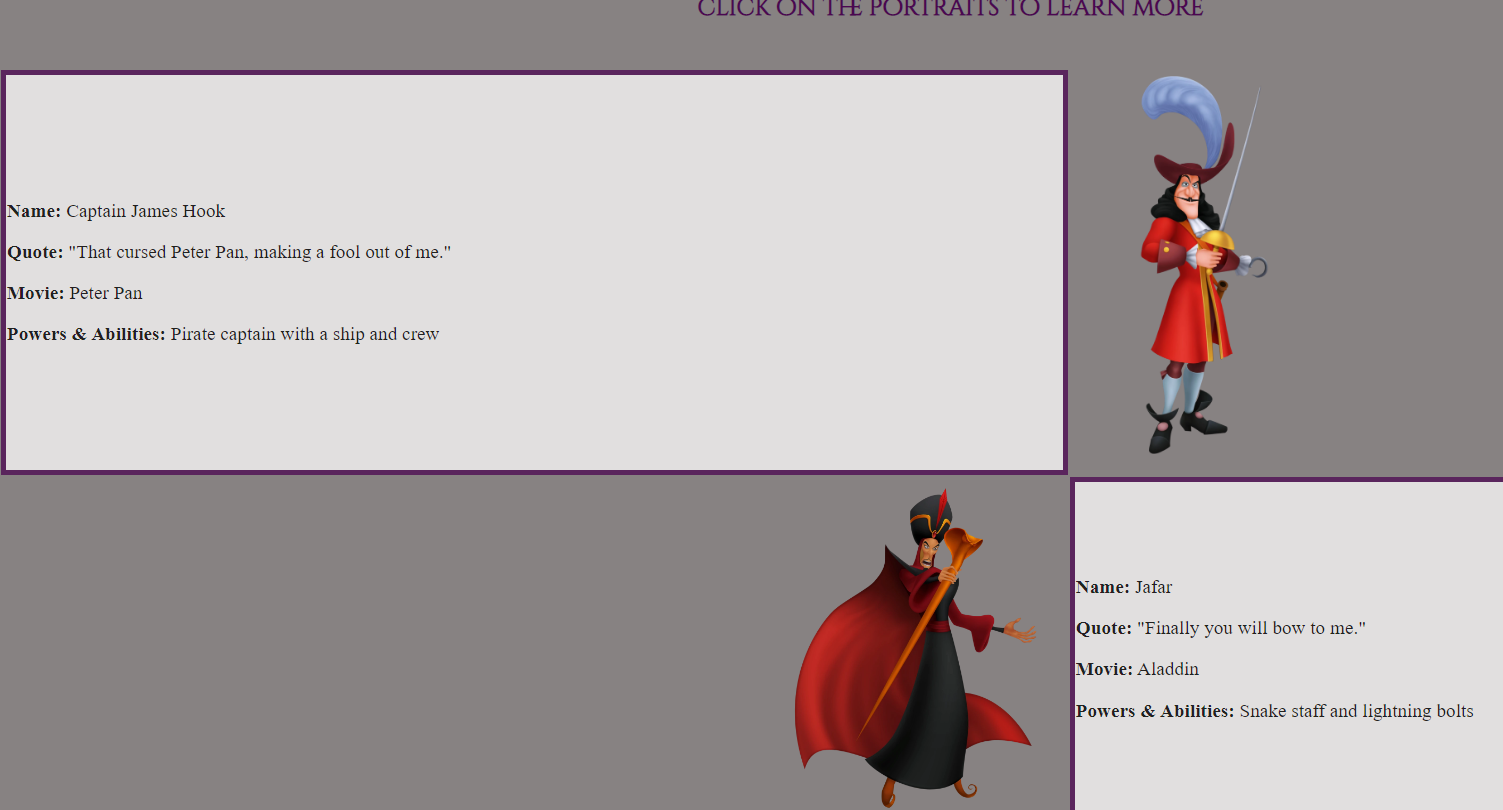 CLICK ON THE PORTRAITS TO LEARN MORE
Name: Captain James Hook
Quote: "That cursed Peter Pan, making a fool out of me."
Movie: Peter Pan
Powers & Abilities: Pirate captain with a ship and crew
Name: Jafar
Quote: "Finally you will bow to me."
Movie: Aladdin
Powers & Abilities: Snake staff and lightning bolts